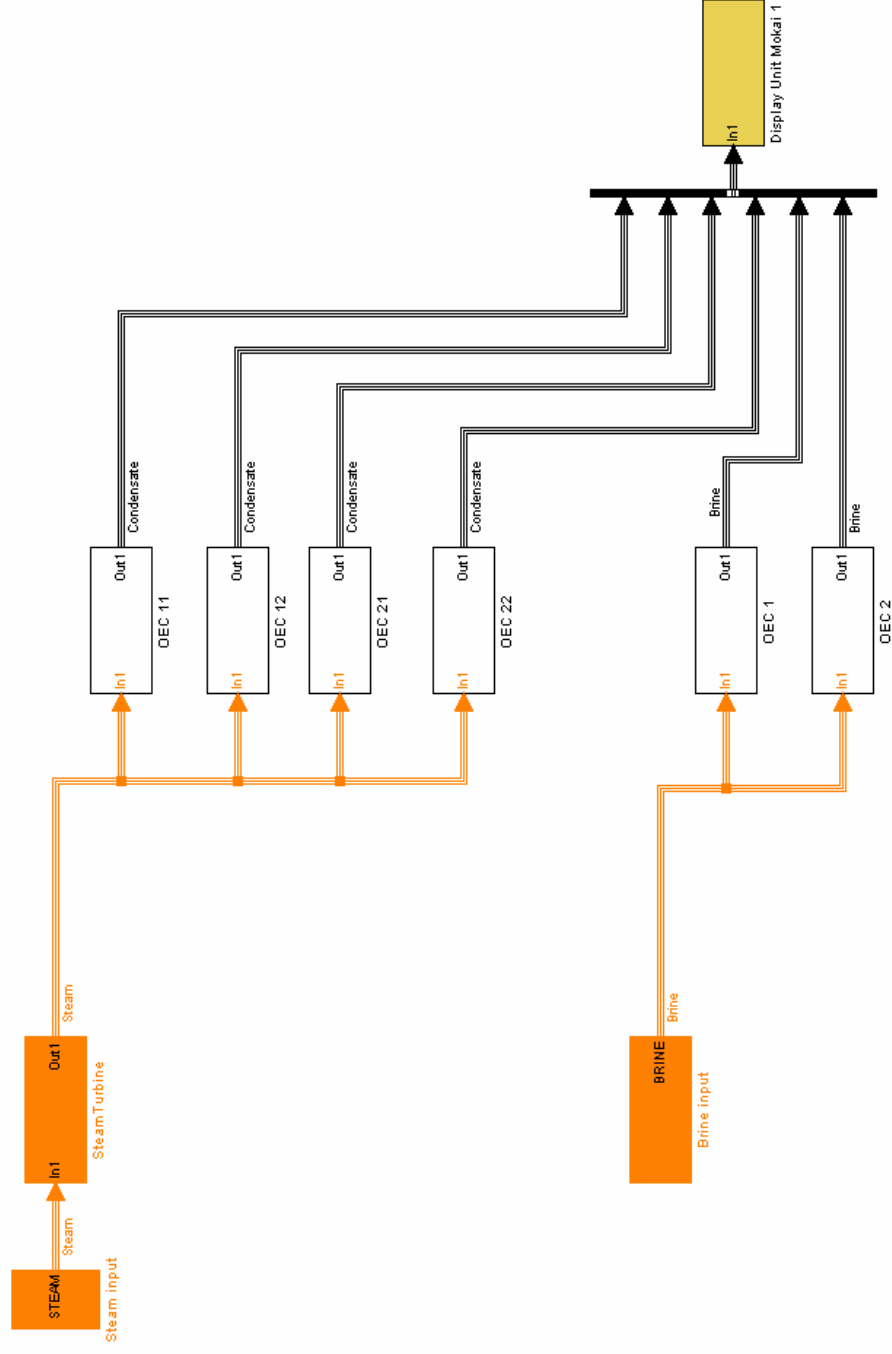 STEAM
Steam input
Steam
In1
Out1
SteamTurbine
Steam
In1
Out1
OEC 11
Condensate
In1
Out1
OEC 12
Condensate
In1
Out1
OEC 21
Condensate
In1
Out1
OEC 22
Condensate
BRINE
Brine input
Brine
In1
Out1
OEC 1
Brine
In1
Out1
OEC 2
Brine
In1
Display Unit Mokai 1